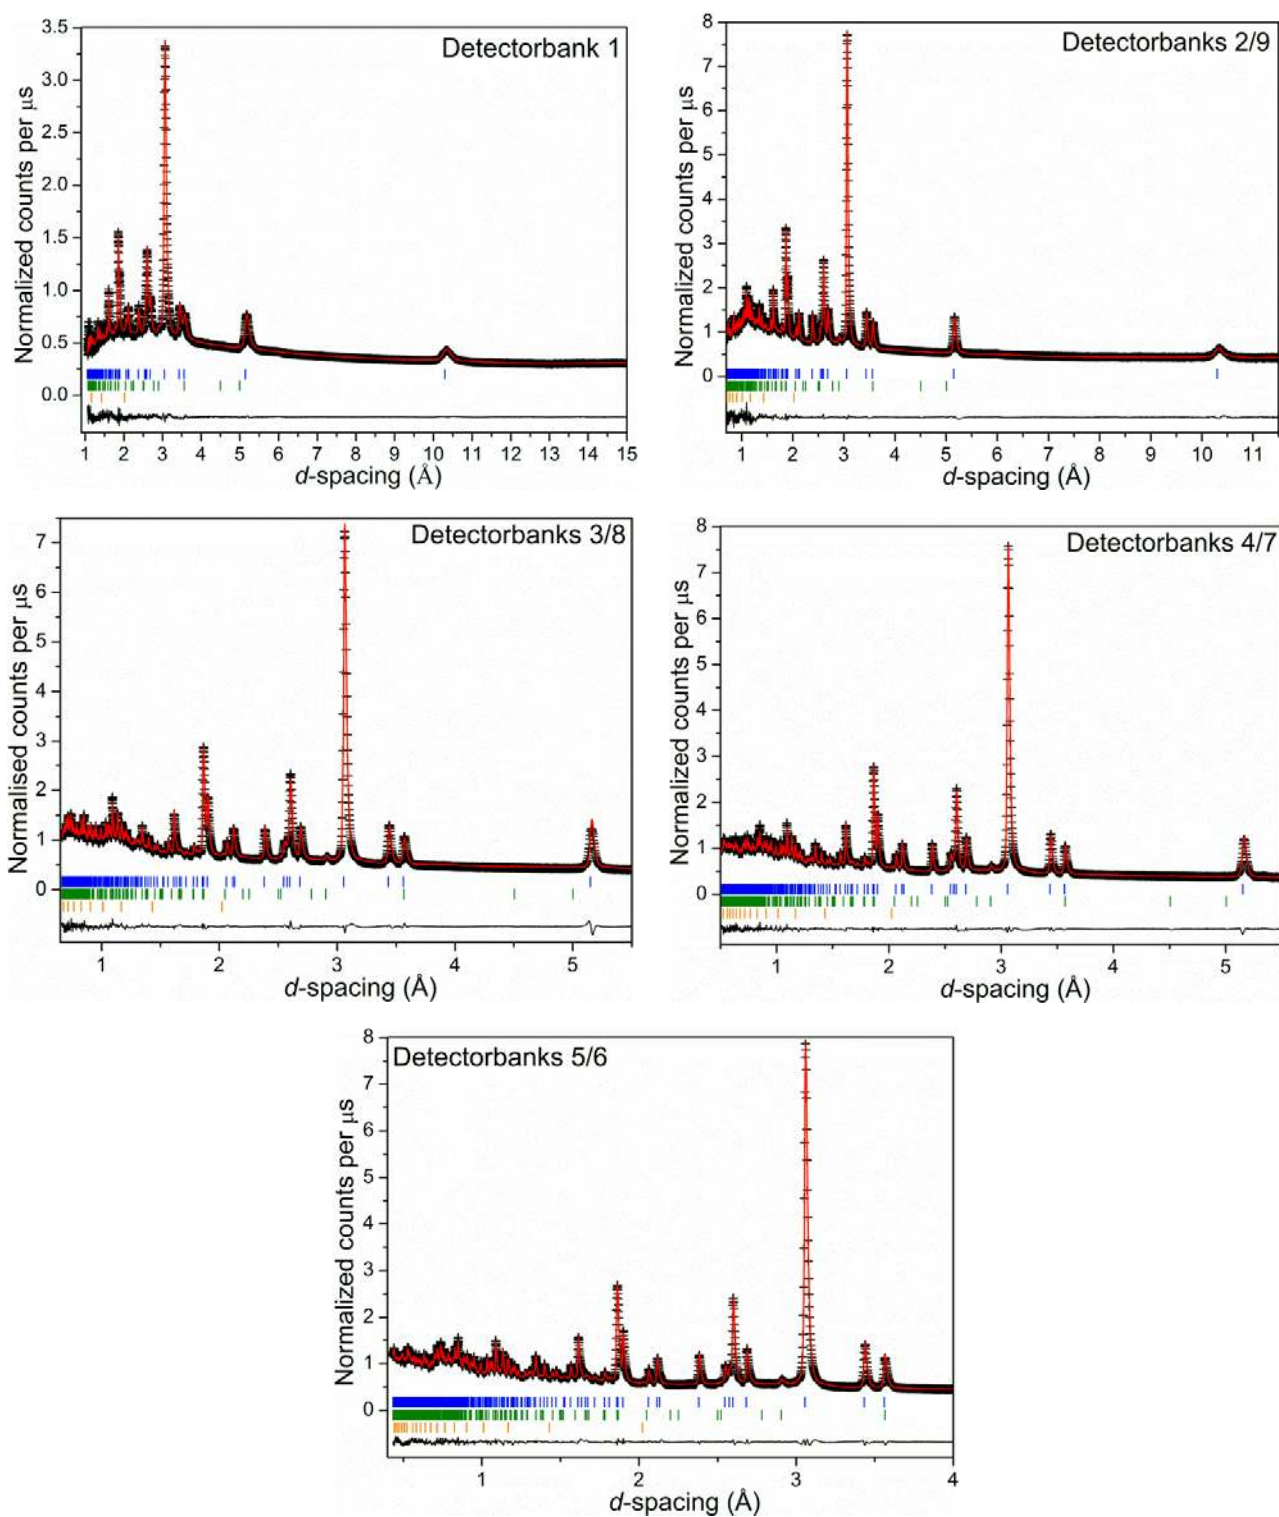 Detectorbank 1
Normalized counts per µs
3.5
3.0
2.5
2.0
1.5
1.0
0.5
0.0
1 2 3 4 5 6 7 8 9 10 11 12 13 14 15
d-spacing (Å)
Detectorbanks 2/9
Normalized counts per µs
8
7
6
5
4
3
2
1
0
1 2 3 4 5 6 7 8 9 10 11
d-spacing (Å)
Detectorbanks 3/8
Normalised counts per µs
7
6
5
4
3
2
1
0
1 2 3 4 5
d-spacing (Å)
Detectorbanks 4/7
Normalized counts per µs
8
7
6
5
4
3
2
1
0
1 2 3 4 5
d-spacing (Å)
Detectorbanks 5/6
Normalized counts per µs
8
7
6
5
4
3
2
1
0
1 2 3 4
d-spacing (Å)